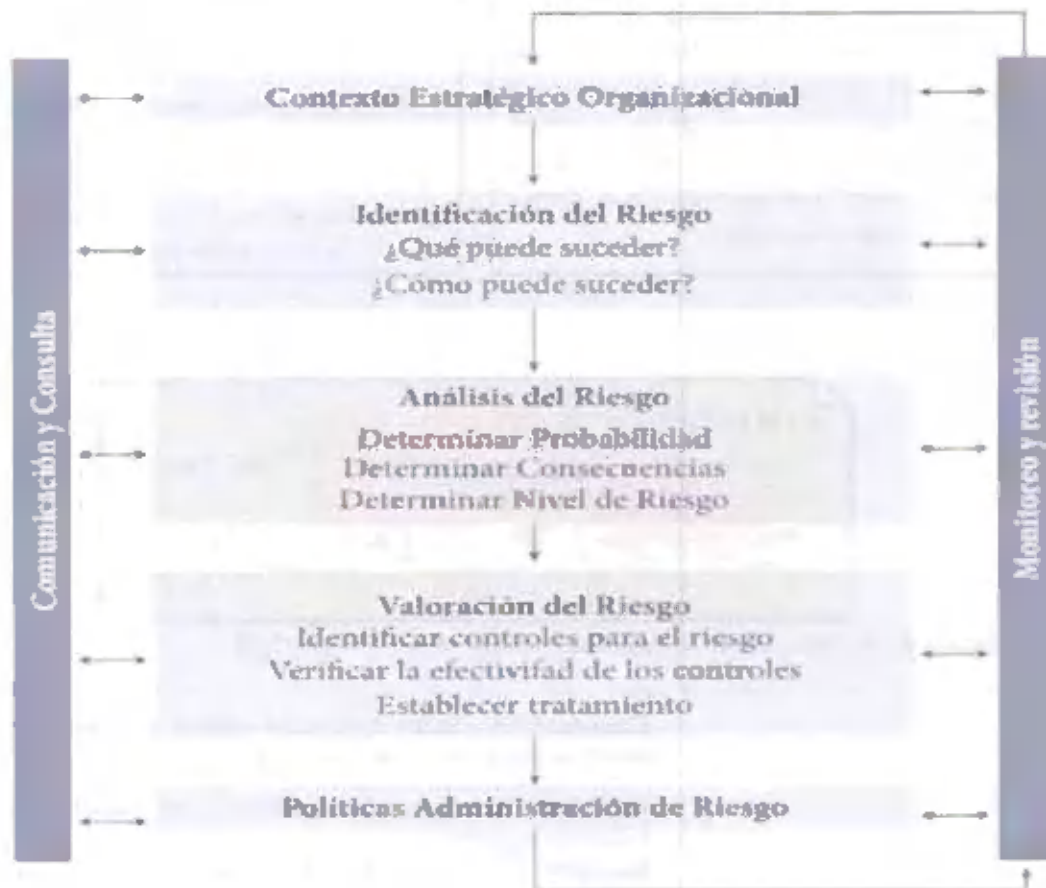 Contexto Estratégico Organizacional
Identificación del Riesgo
¿Qué puede suceder?
¿Cómo puede suceder?
Análisis del Riesgo
Determinar Probabilidad
Determinar Consecuencias
Determinar Nivel de Riesgo
Valoración del Riesgo
Identificar controles para el riesgo
Verificar la efectivifad de los controles
Establecer tratamiento
Políticas Administración de Riesgo
Comunicación y Consulta
Monitoreo y revisión